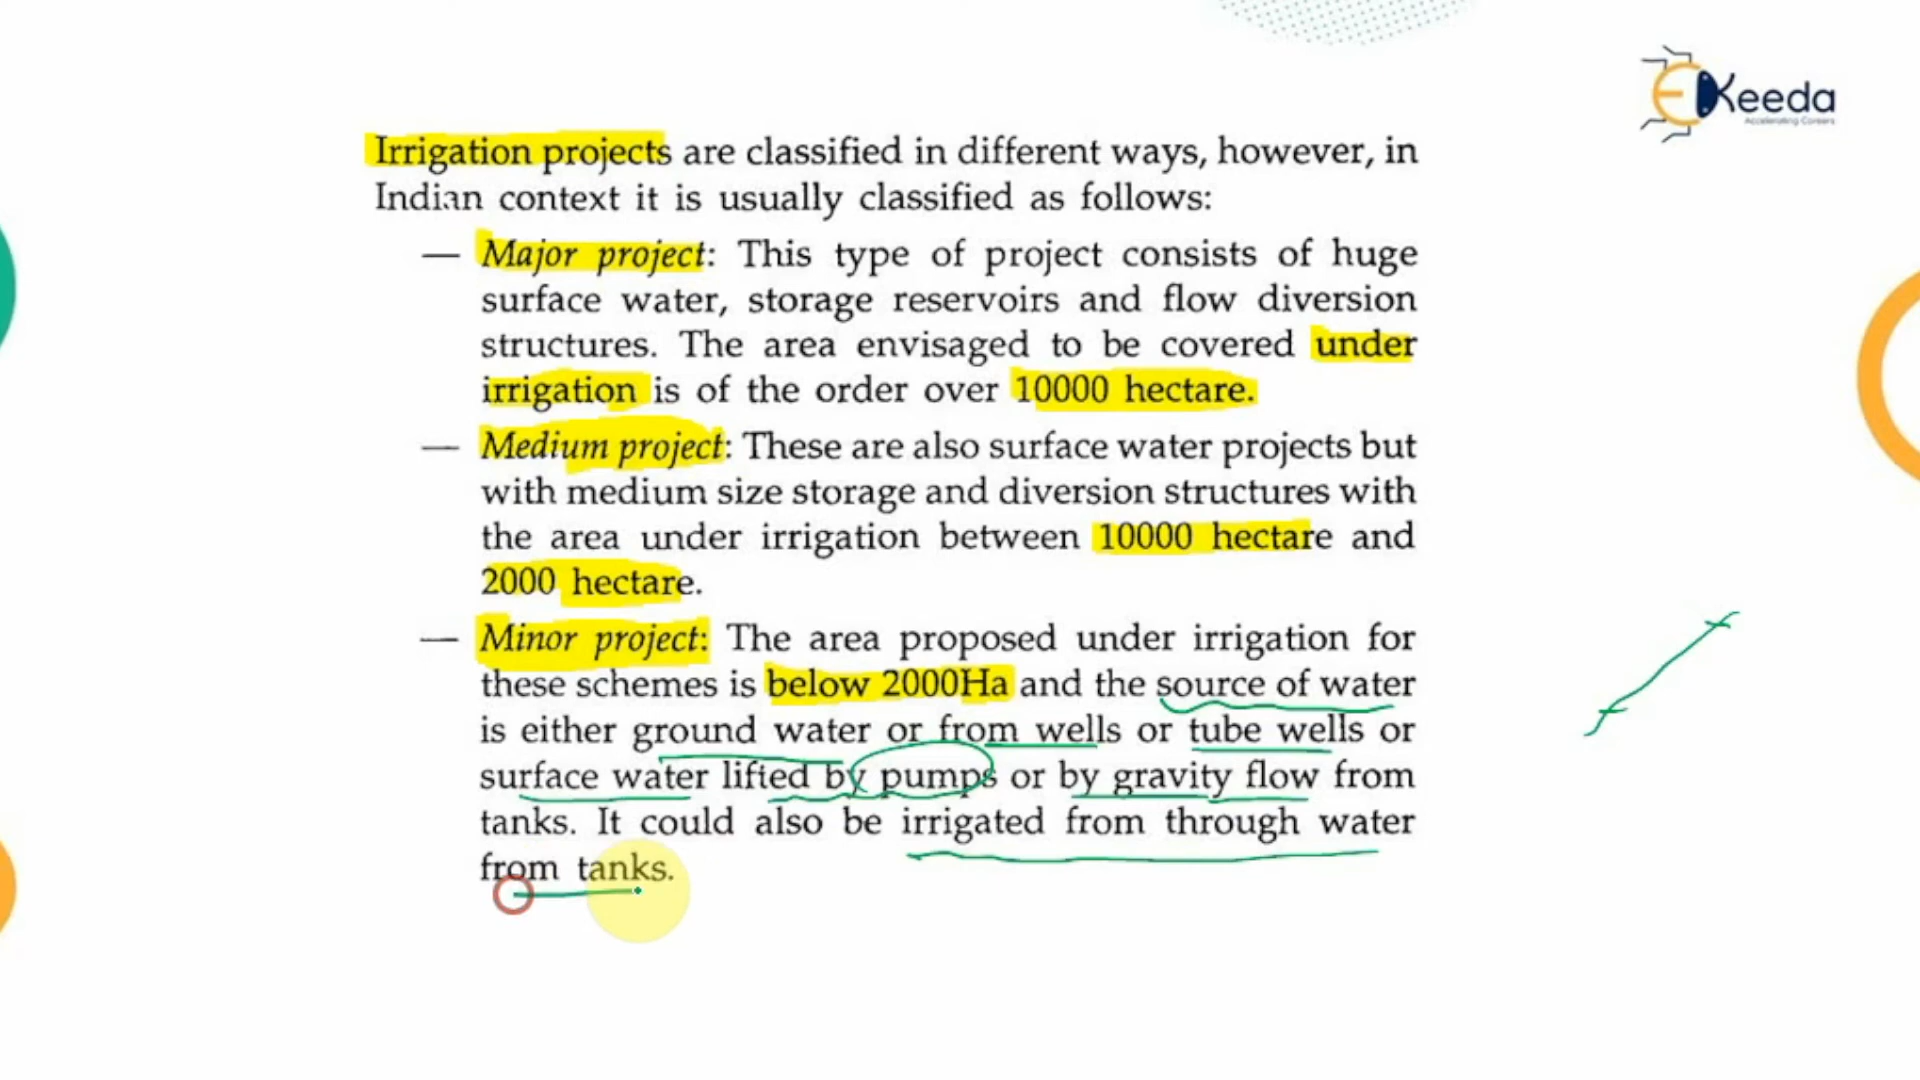 EKeeda
Accelerating Careers
Irrigation projects are classified in different ways, however, in
Indian context it is usually classified as follows:
— Major project: This type of project consists of huge
surface water, storage reservoirs and flow diversion
structures. The area envisaged to be covered under
irrigation is of the order over 10000 hectare.
— Medium project: These are also surface water projects but
with medium size storage and diversion structures with
the area under irrigation between 10000 hectare and
2000 hectare.
— Minor project: The area proposed under irrigation for
these schemes is below 2000Ha and the source of water
is either ground water or from wells or tube wells or
surface water lifted by pumps or by gravity flow from
tanks. It could also be irrigated from through water
from tanks.